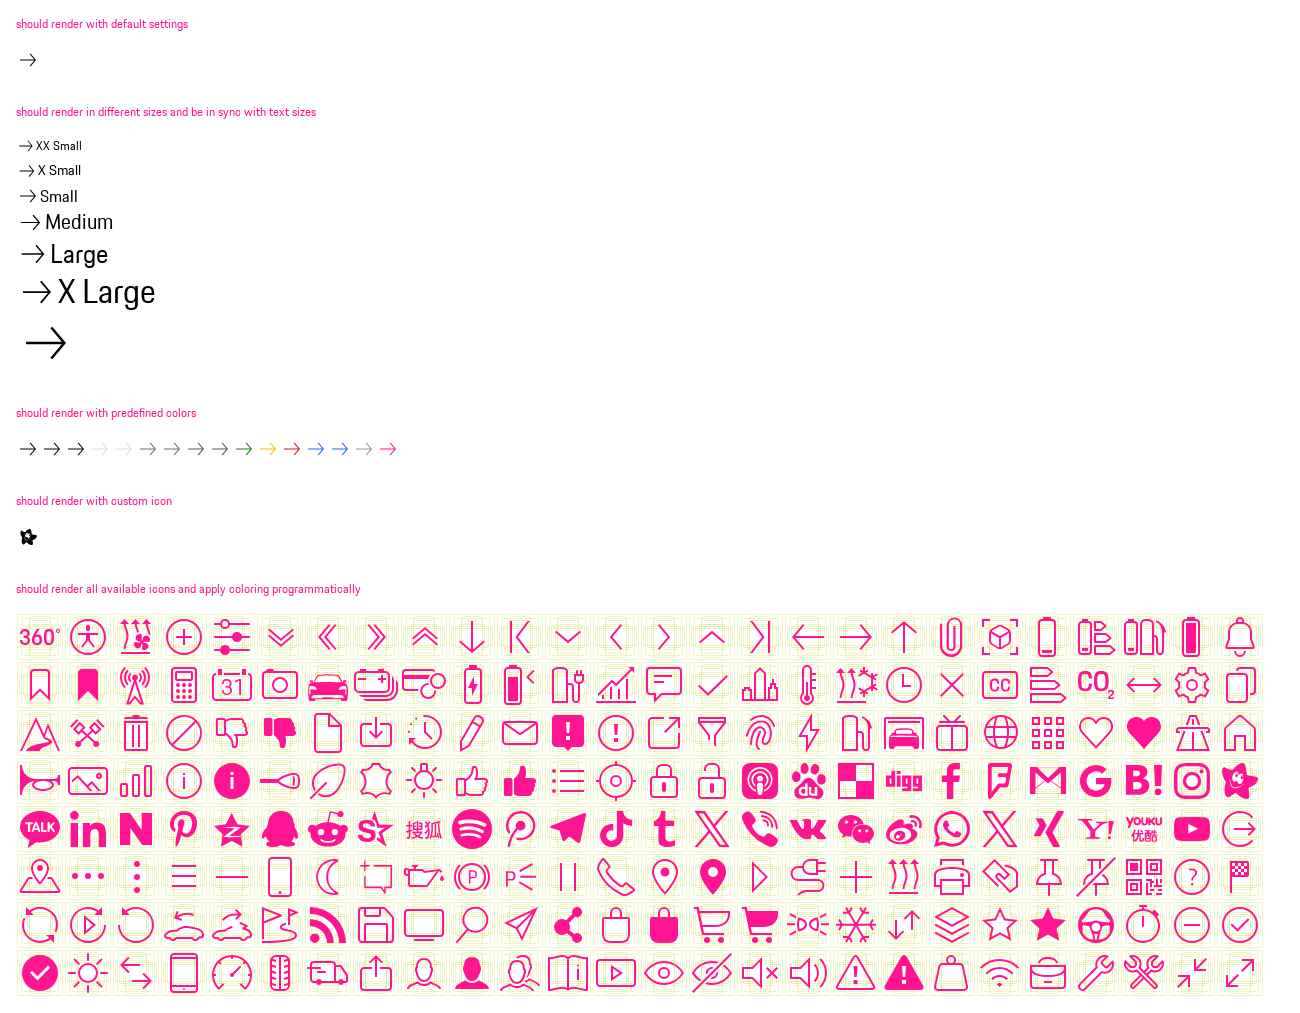 should render with default settings
should render in different sizes and be in sync with text sizes
XX Small
X Small
Small
Medium
Large
X Large
should render with predefined colors
should render with custom icon
should render all available icons and apply coloring programmatically
360°
31
CC
CO2
digg
du
B!
TALK
in
搜狐
YOUKU
优酷
P
P